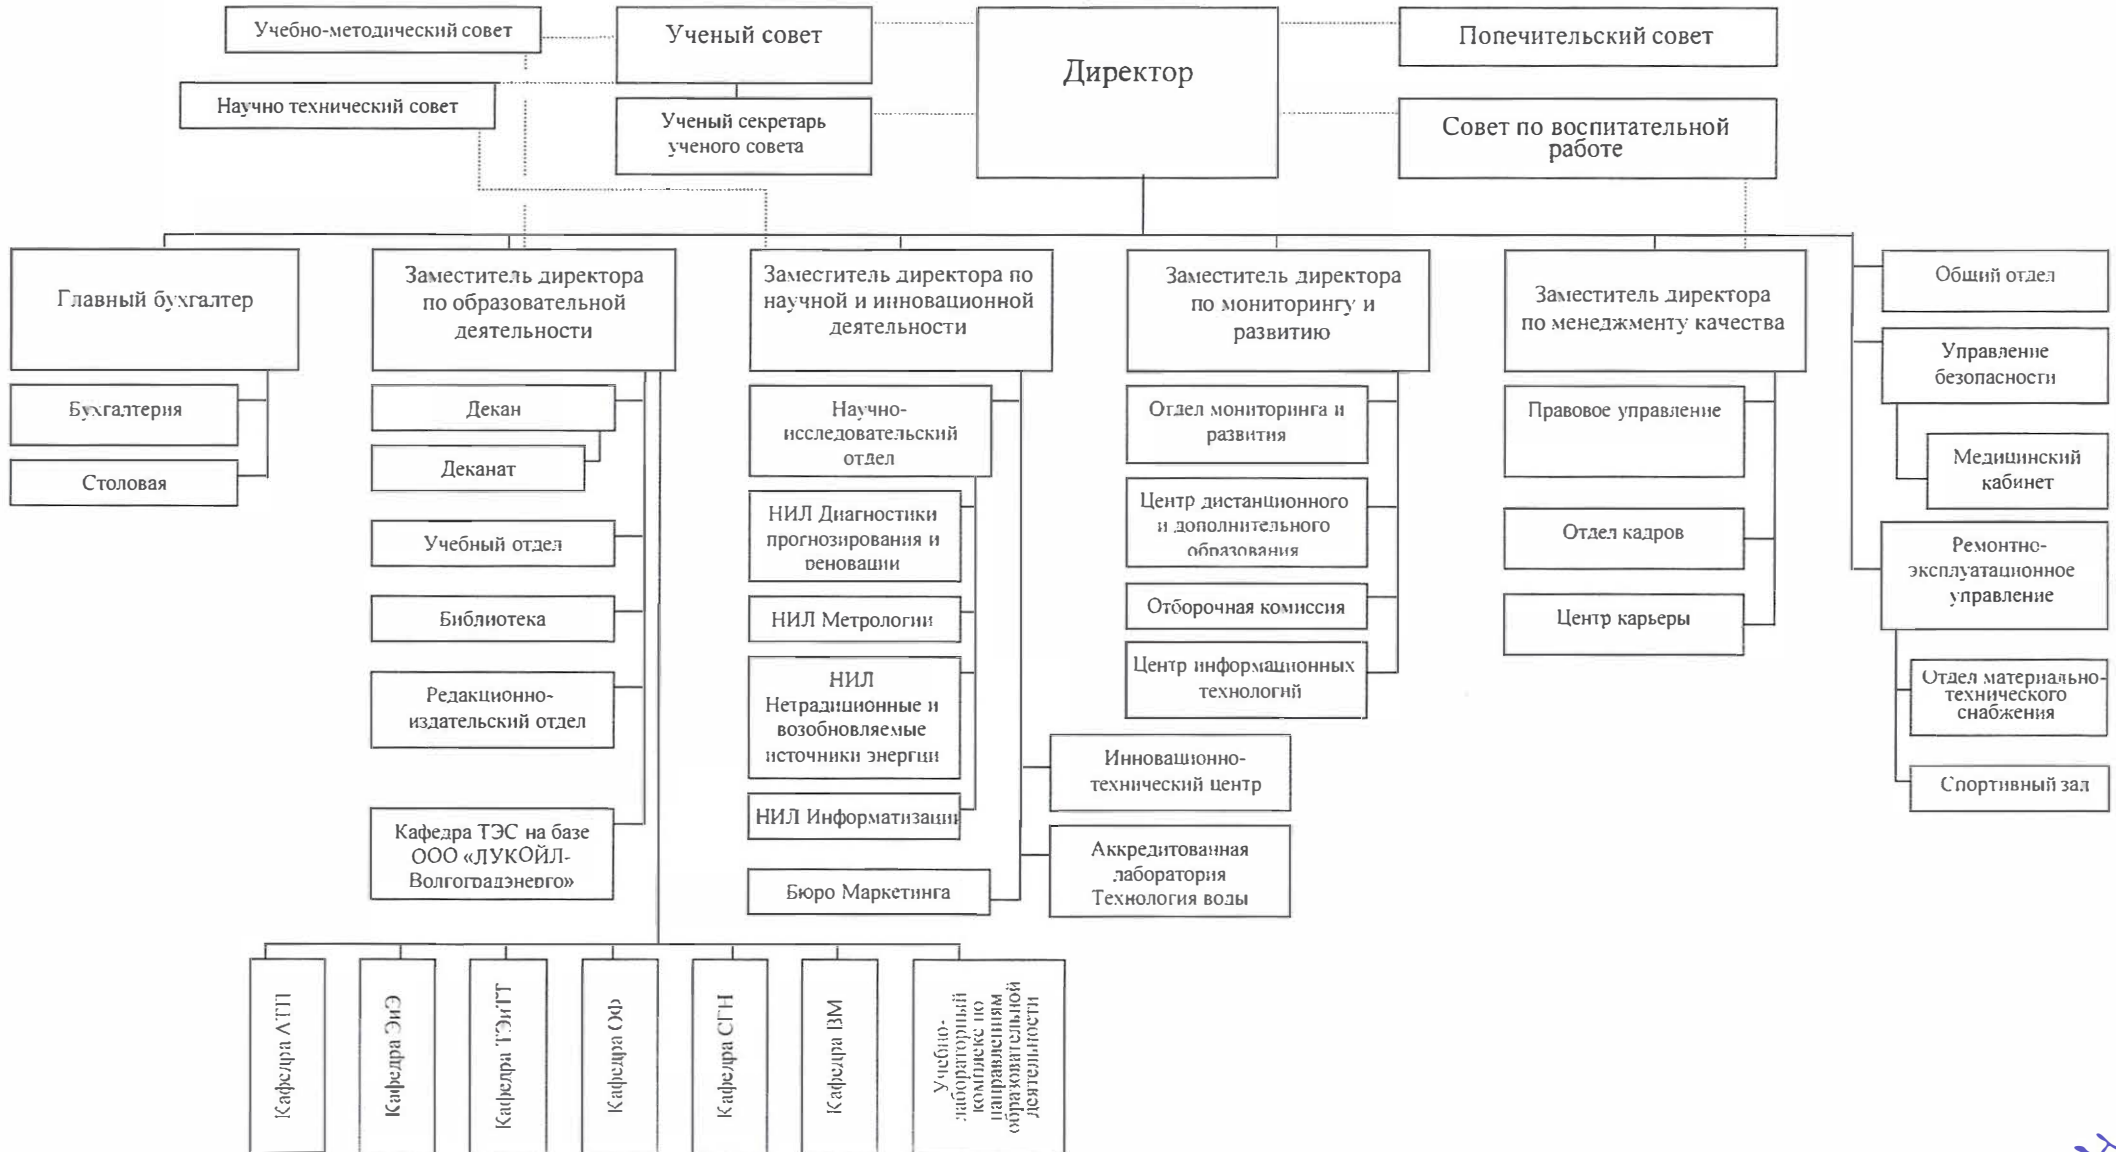 Учебно-методический совет
Ученый совет
Директор
Попечительский совет
Научно технический совет
Ученый секретарь
ученого совета
Совет по воспитательной
работе
Главный бухгалтер
Заместитель директора
по образовательной
деятельности
Заместитель директора по
научной и инновационной
деятельности
Заместитель директора
по мониторингу и
развитию
Заместитель директора
по менеджменту качества
Общий отдел
Управление
безопасности
Медицинский
кабинет
Ремонтно-
эксплуатационное
управление
Отдел материально-
технического
снабжения
Спортивный зал
Бухгалтерия
Столовая
Декан
Деканат
Учебный отдел
Библиотека
Редакционно-
издательский отдел
Кафедра ТЭС на базе
ООО «ЛУКОЙЛ-
Волгоградэнерго»
Научно-
исследовательский
отдел
НИЛ Диагностики
прогнозирования и
реновации
НИЛ Метрологии
НИЛ
Нетрадиционные и
возобновляемые
источники энергии
НИЛ Информатизации
Бюро Маркетинга
Инновационно-
технический центр
Аккредитованная
лаборатория
Технология воды
Отдел мониторинга и
развития
Центр дистанционного
и дополнительного
образования
Отборочная комиссия
Центр информационных
технологий
Правовое управление
Отдел кадров
Центр карьеры
Кафедра АТП
Кафедра ЭиЭ
Кафедра ТЭиТТ
Кафедра ОФ
Кафедра СГН
Кафедра ВМ
Учебно-
лабораторный
комплекс по
направлениям
образовательной
деятельности